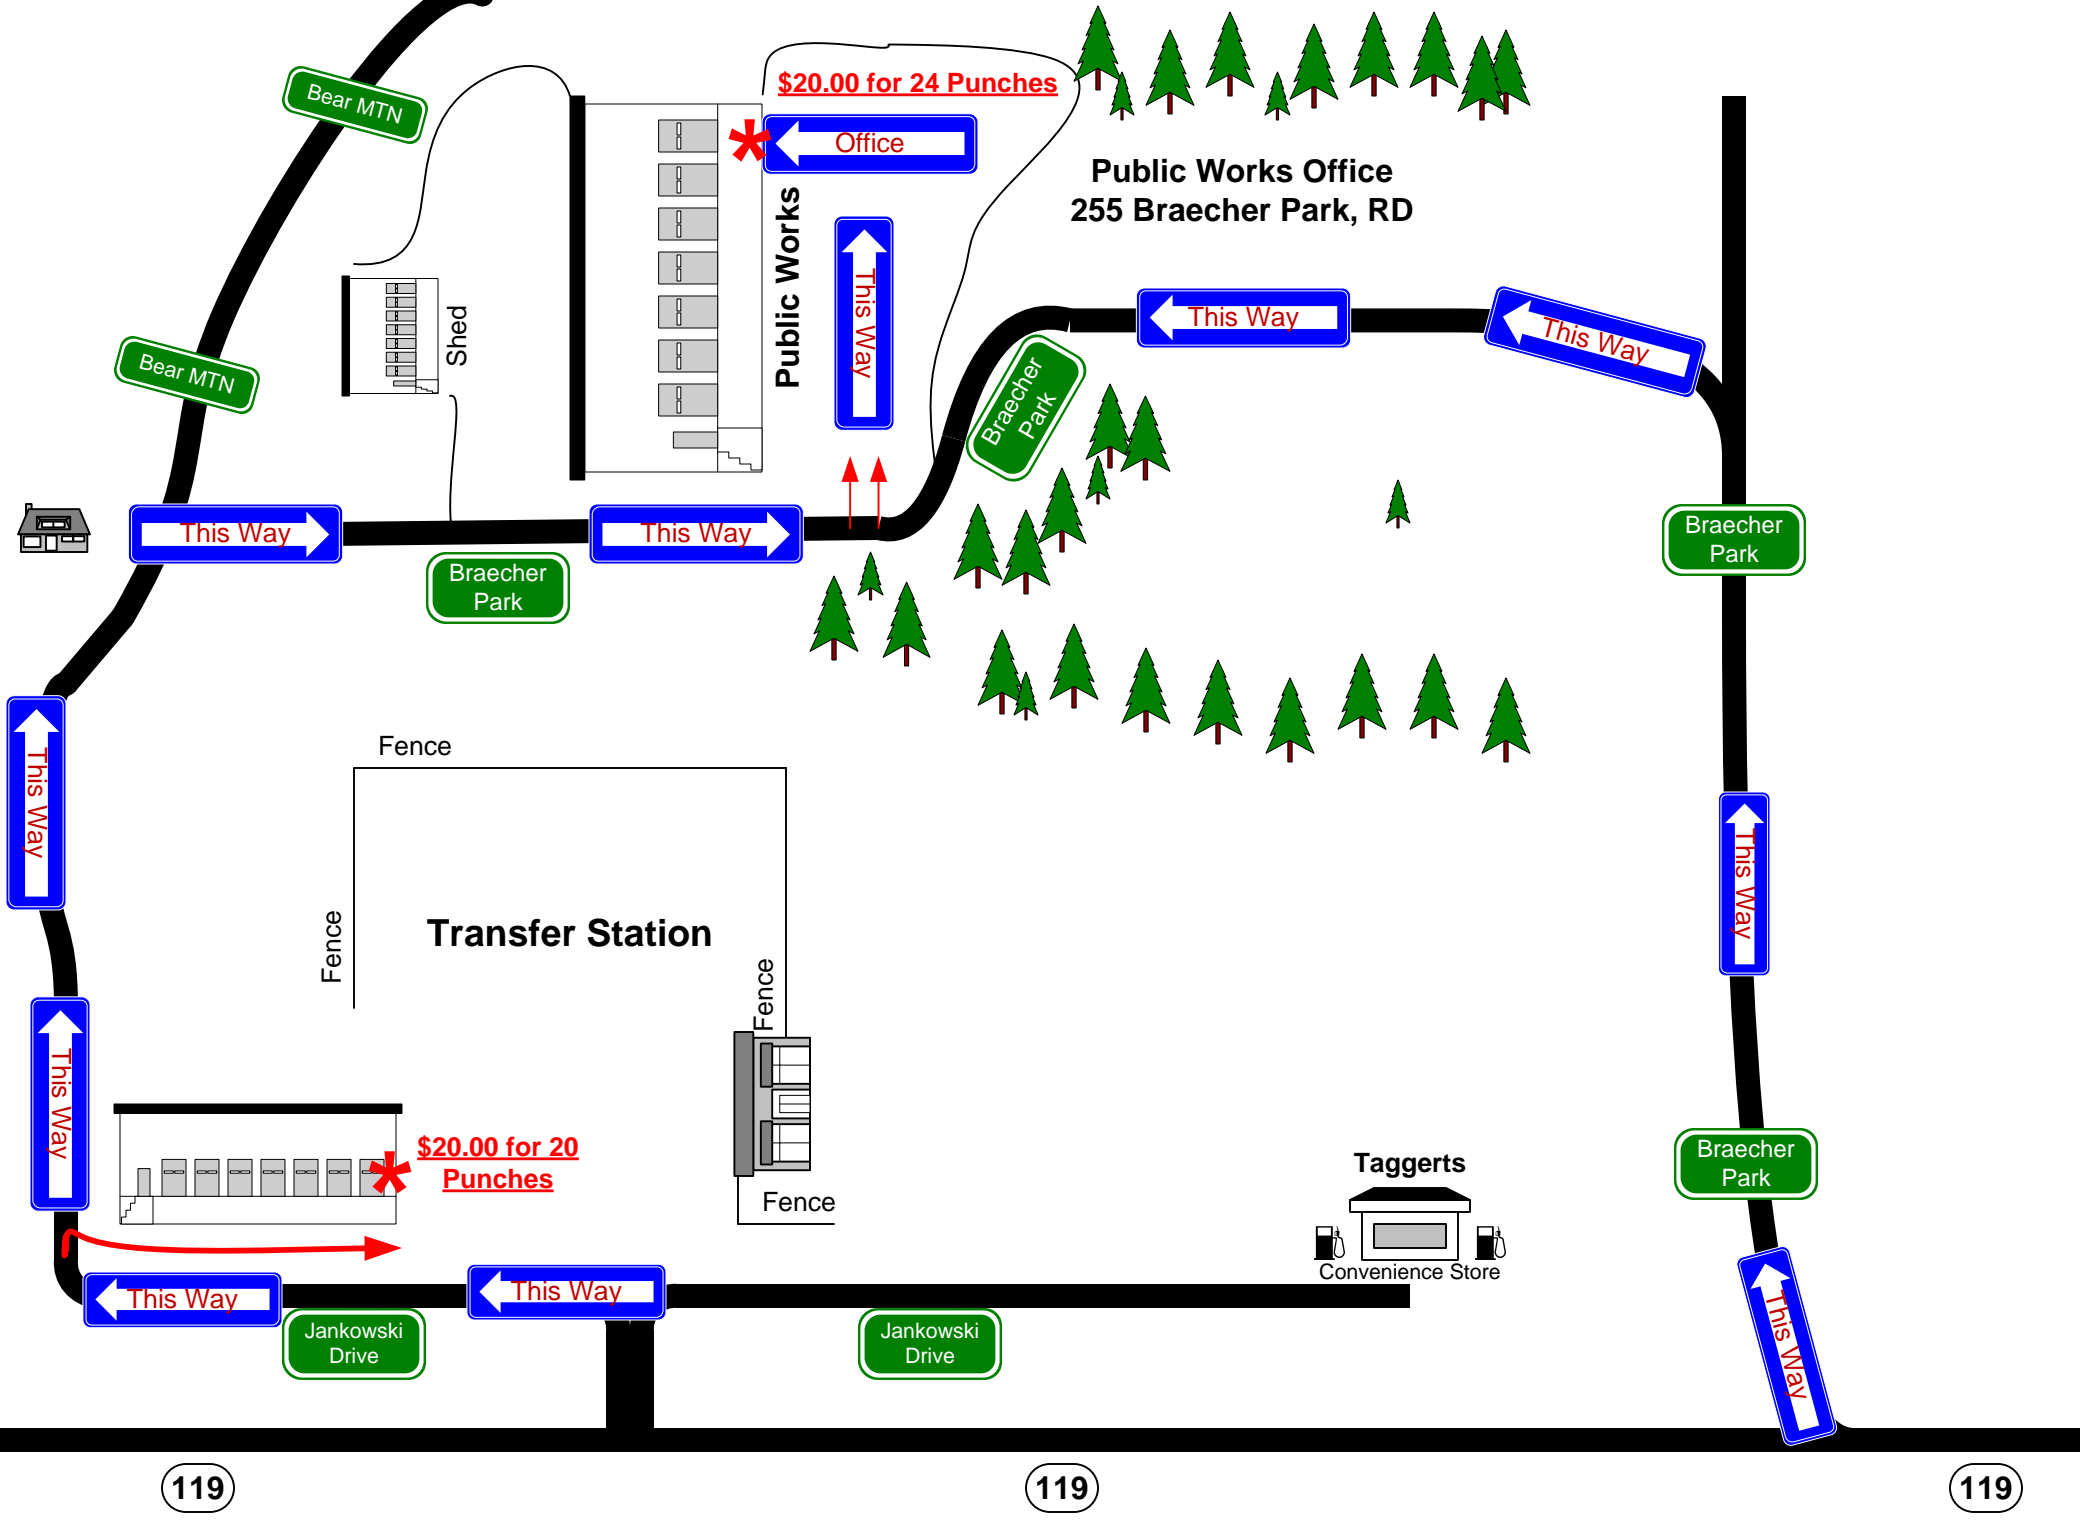 Bear MTN
$20.00 for 24 Punches
Office
Public Works Office
255 Braecher Park, RD
Public Works
This Way
This Way
This Way
Shed
Bear MTN
Braecher
Park
This Way
This Way
Braecher
Park
Braecher
Park
Fence
This Way
Fence
Transfer Station
Fence
This Way
This Way
$20.00 for 20
Punches
Fence
Taggerts
Convenience Store
Braecher
Park
This Way
This Way
This Way
Jankowski
Drive
Jankowski
Drive
119
119
119